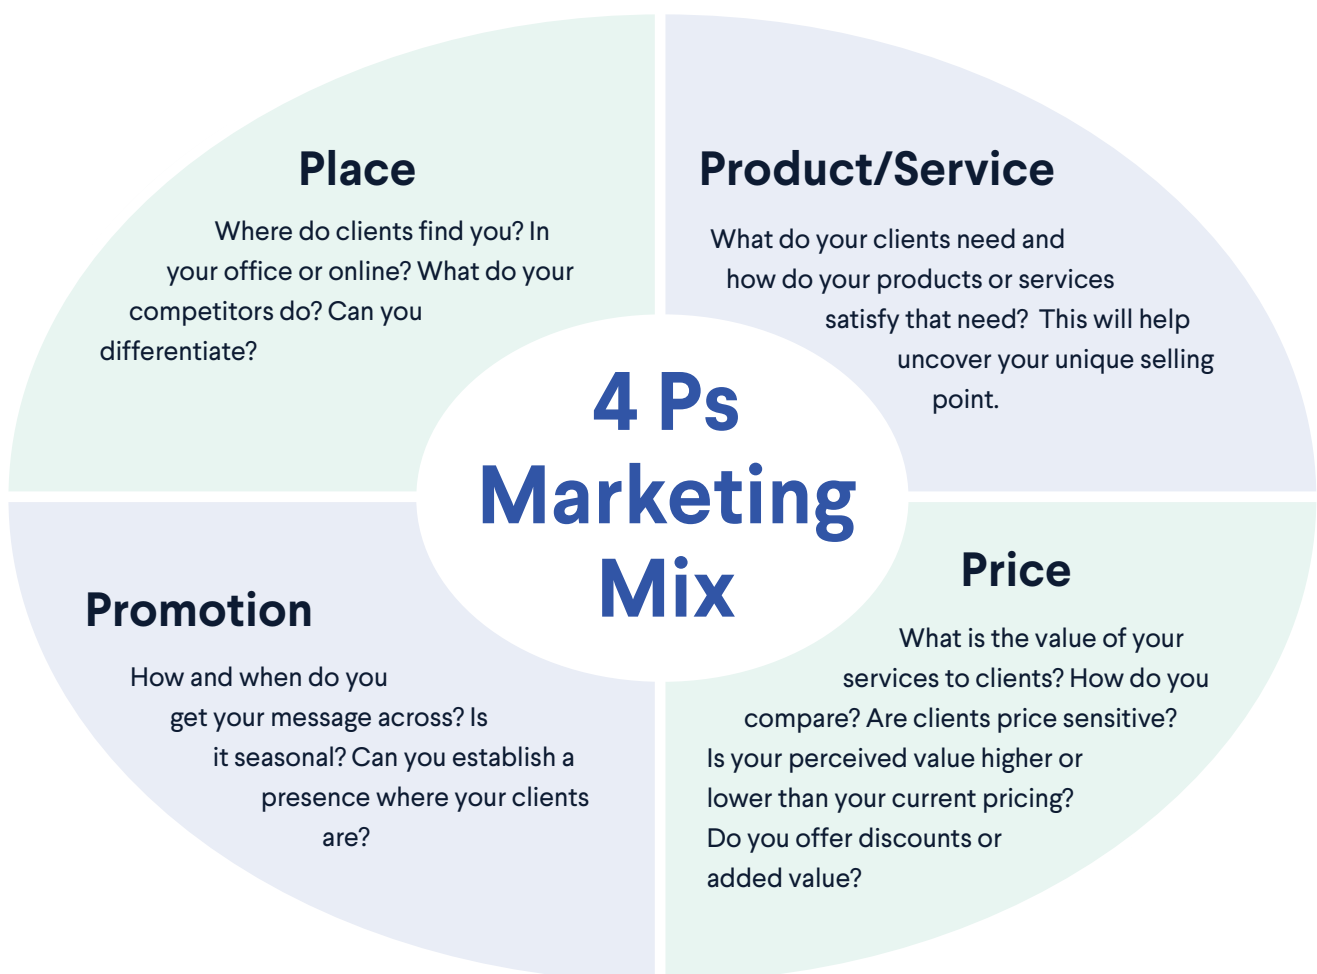 Place
Where do clients find you? In
your office or online? What do your
competitors do? Can you
differentiate?
Product/Service
What do your clients need and
how do your products or services
satisfy that need?  This will help
uncover your unique selling
point.
4 Ps
Marketing
Mix
Promotion
How and when do you
get your message across? Is
it seasonal? Can you establish a
presence where your clients
are?
Price
What is the value of your
services to clients? How do you
compare? Are clients price sensitive?
Is your perceived value higher or
lower than your current pricing?
Do you offer discounts or
added value?